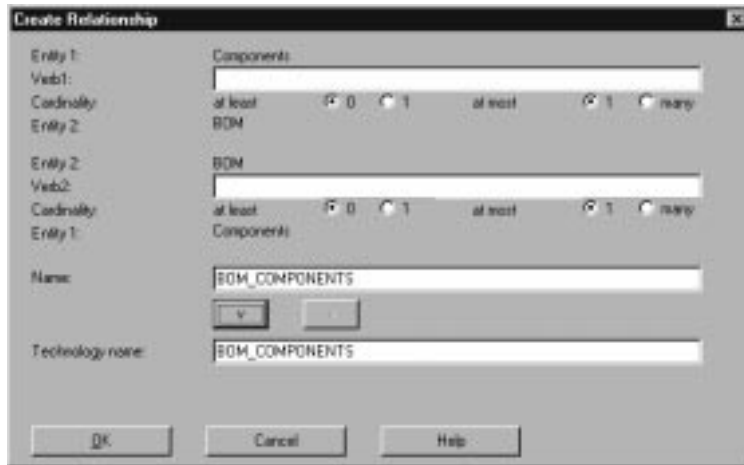 Create Relationship
Entity 1: Components
Verb1:
Cardinality at least 0 1 at most 1 many
Entity 2: BOM
Entity 2: BOM
Verb2:
Cardinality at least 0 1 at most 1 many
Entity 1: Components
Name: BOM_COMPONENTS
v
Technology name: BOM_COMPONENTS
OK Cancel Help